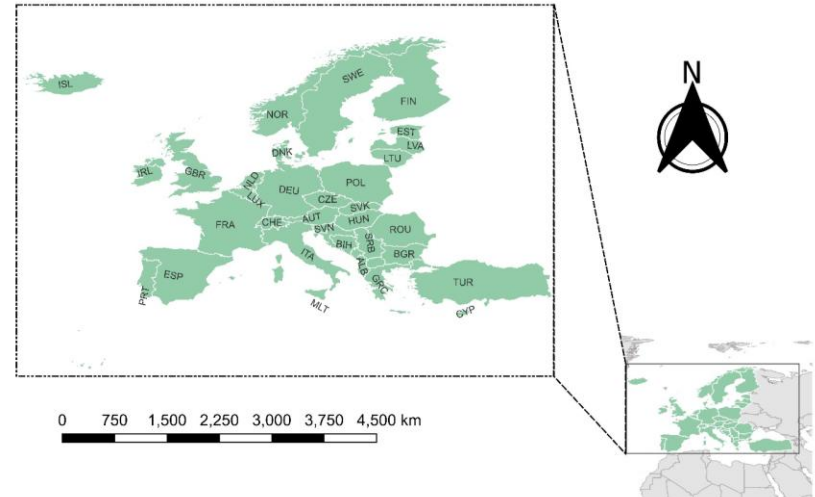 N
SWE
ISL
FIN
NOR
EST
LVA
DNK
LTU
IRL
GBR
NLD
DEU
POL
LUX
CZE
SVK
CHE
AUT
HUN
FRA
SVN
ROU
BIH
SRB
ITA
BGR
ALB
ESP
GRC
TUR
PRT
MLT
CYP
0 750 1,500 2,250 3,000 3,750 4,500 km